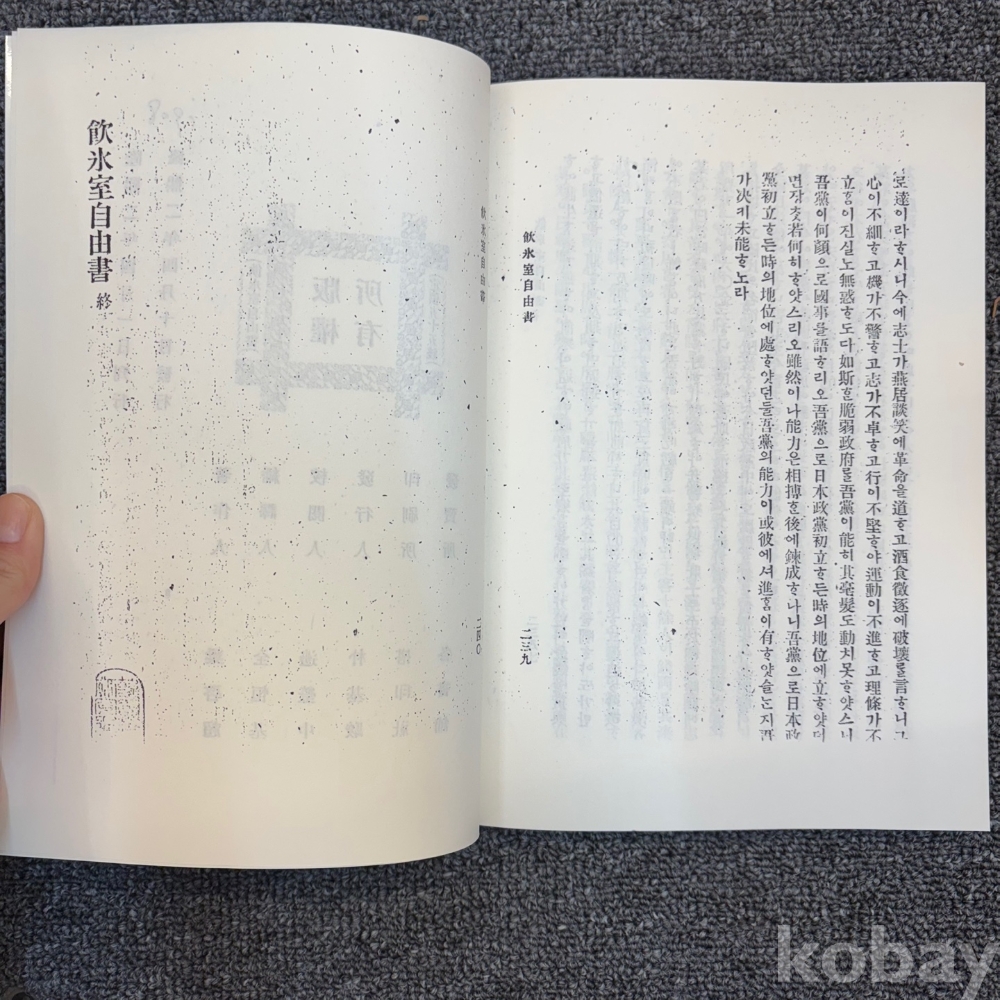 로達이라ᄒᆞ시니今에志士가燕居談笑에革命을道ᄒᆞ고酒食徵逐에破壞를言ᄒᆞ니그
心이不細ᄒᆞ고機가不警ᄒᆞ고志가不卓ᄒᆞ고行이不堅ᄒᆞ야運動이不進ᄒᆞ고理條가不
立ᄒᆞᆷ이진실노無惑ᄒᆞ도다如斯ᄒᆞᆫ脆弱政府를吾黨이能히其毫髮도動치못ᄒᆞ얏스니
吾黨이何顔으로國事를語ᄒᆞ리오吾黨으로日本政黨初立ᄒᆞ든時의地位에立ᄒᆞ얏더
면장ᄎᆞᆺ若何히ᄒᆞ얏스리오雖然이나能力은相搏ᄒᆞᆫ後에鍊成ᄒᆞ나니吾黨으로日本政
黨初立ᄒᆞ든時의地位에處ᄒᆞ얏던들吾黨의能力이或彼에셔進ᄒᆞᆷ이有ᄒᆞ얏슬ᄂᆞᆫ지吾
가決키未能ᄒᆞ노라
飮氷室自由書
二三九
飮氷室自由書
二四〇
飮氷室自由書 終
kobay